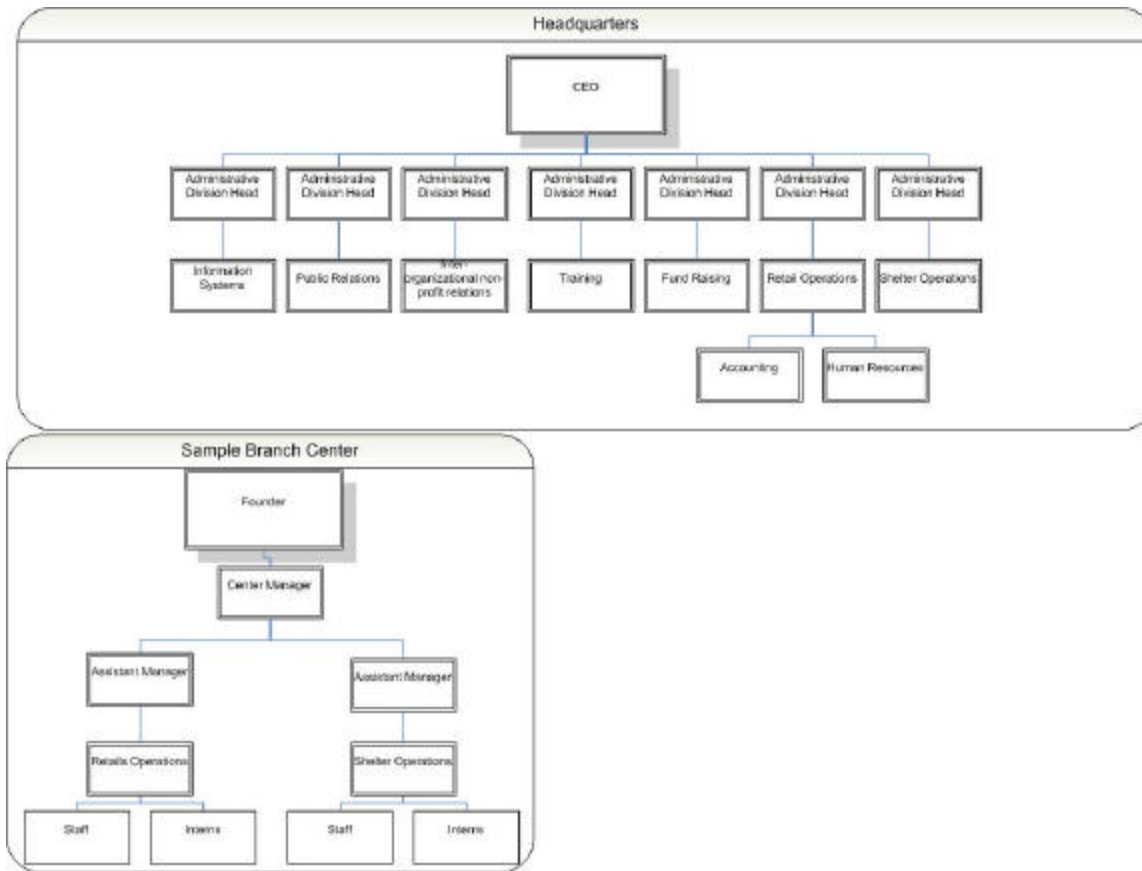 Headquarters
CEO
Administrative
Division Head
Administrative
Division Head
Administrative
Division Head
Administrative
Division Head
Administrative
Division Head
Administrative
Division Head
Administrative
Division Head
Information
Systems
Public Relations
Inter-
organizational non-
profit relations
Training
Fund Raising
Retail Operations
Shelter Operations
Accounting
Human Resources
Sample Branch Center
Founder
Center Manager
Assistant Manager
Assistant Manager
Retails Operations
Shelter Operations
Staff
Interns
Staff
Interns